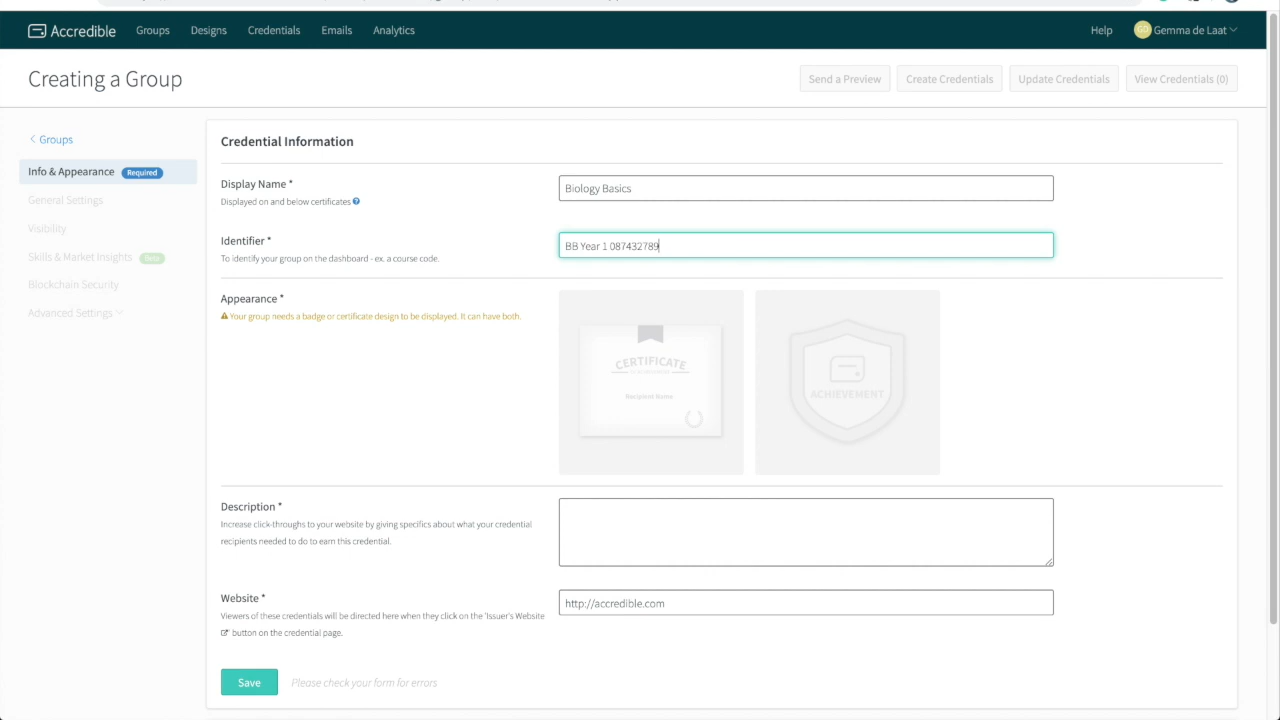 Accredible
Groups
Designs
Credentials
Emails
Analytics
Help
GD
Gemma de Laat
Creating a Group
Send a Preview
Create Credentials
Update Credentials
View Credentials (0)
Groups
Info & Appearance
Required
General Settings
Visibility
Skills & Market Insights
Beta
Blockchain Security
Advanced Settings
Credential Information
Display Name *
Displayed on and below certificates
Biology Basics
Identifier *
To identify your group on the dashboard - ex. a course code.
BB Year 1 087432789
Appearance *
Your group needs a badge or certificate design to be displayed. It can have both.
CERTIFICATE
Recipient Name
ACHIEVEMENT
Description *
Increase click-throughs to your website by giving specifics about what your credential
recipients needed to do to earn this credential.
Website *
Viewers of these credentials will be directed here when they click on the 'Issuer's Website
' button on the credential page.
http://accredible.com
Save
Please check your form for errors